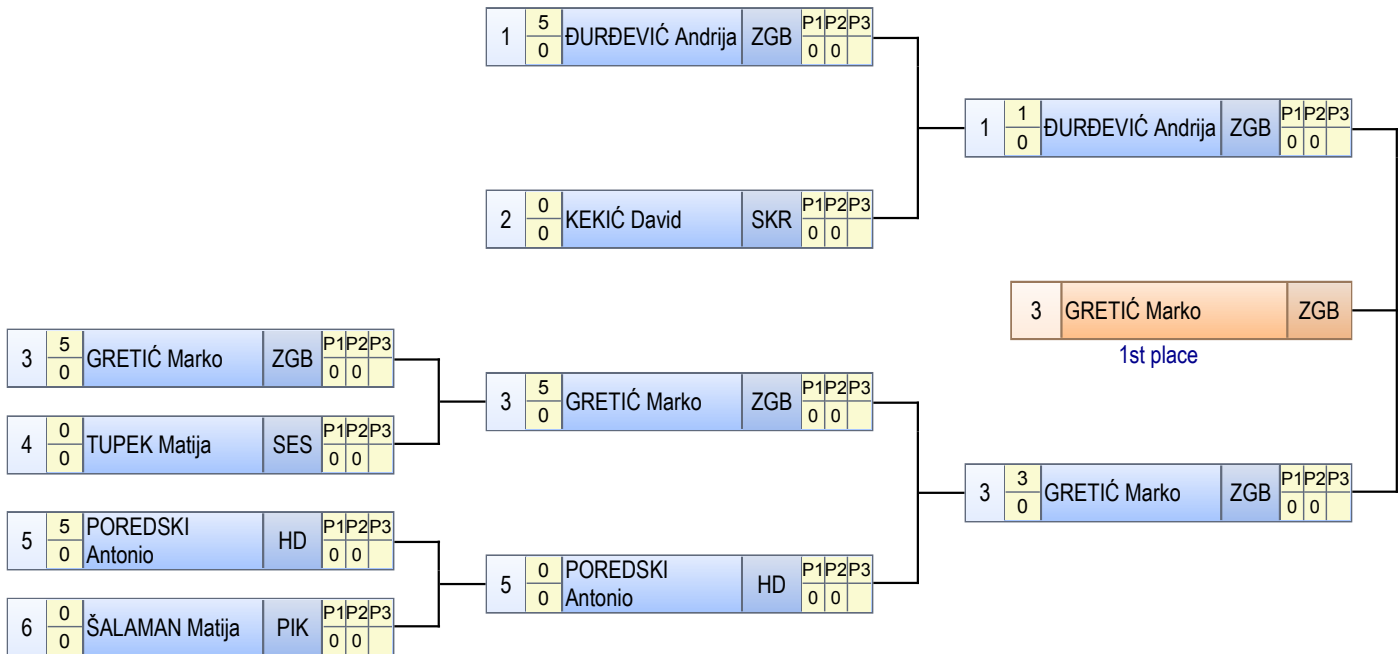 1 5 0 ĐURĐEVIĆ Andrija ZGB P1 P2 P3 0 0
1 1 0 ĐURĐEVIĆ Andrija ZGB P1 P2 P3 0 0
2 0 0 KEKIĆ David SKR P1 P2 P3 0 0
3 GRETIĆ Marko ZGB
1st place
3 5 0 GRETIĆ Marko ZGB P1 P2 P3 0 0
3 5 0 GRETIĆ Marko ZGB P1 P2 P3 0 0
4 0 0 TUPEK Matija SES P1 P2 P3 0 0
3 3 0 GRETIĆ Marko ZGB P1 P2 P3 0 0
5 5 0 POREDSKI
Antonio HD P1 P2 P3 0 0
5 0 0 POREDSKI
Antonio HD P1 P2 P3 0 0
6 0 0 ŠALAMAN Matija PIK P1 P2 P3 0 0